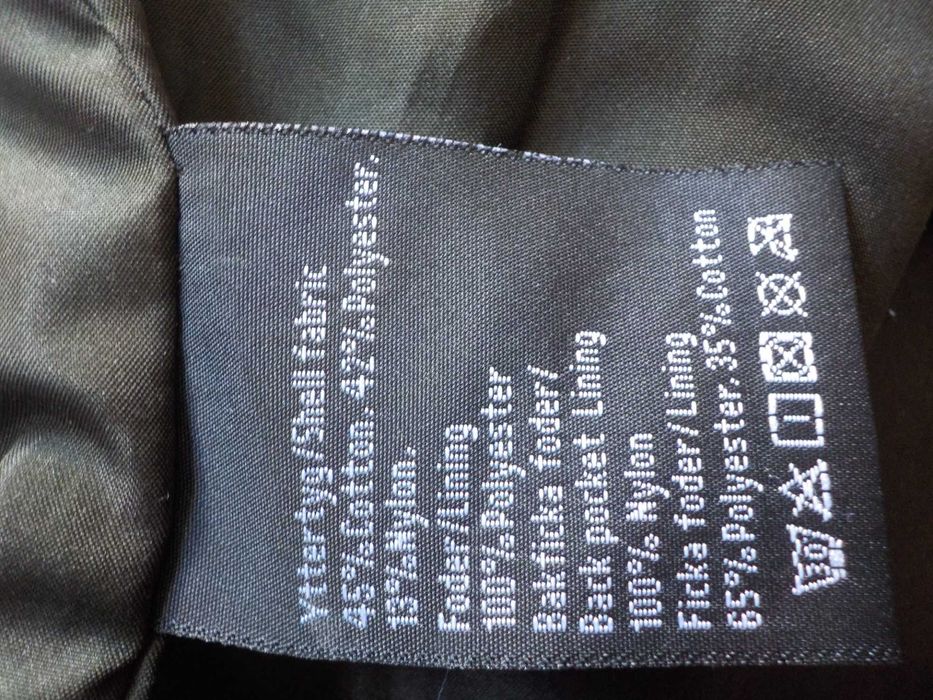 Yttertyg/Shell fabric
45%Cotton. 42%Polyester.
13%Nylon.
Foder/Lining
100%Polyester
Bakficka foder/
Back pocket Lining
100% Nylon
Ficka foder/Lining
65%Polyester.35%Cotton